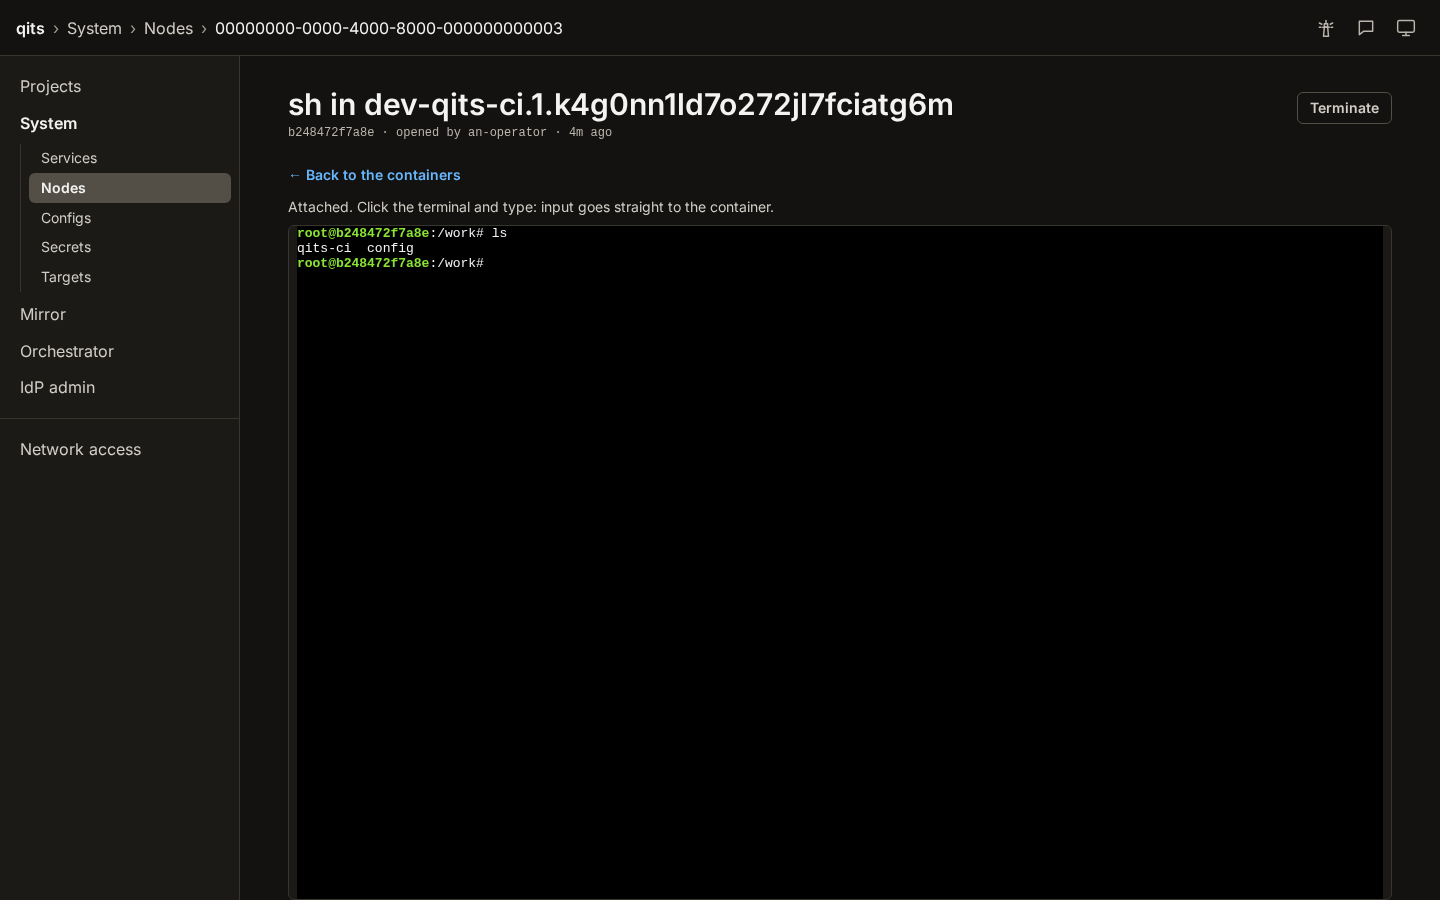 qits › System › Nodes › 00000000-0000-4000-8000-000000000003
Projects
System
Services
Nodes
Configs
Secrets
Targets
Mirror
Orchestrator
IdP admin
Network access
sh in dev-qits-ci.1.k4g0nn1ld7o272jl7fciatg6m
Terminate
b248472f7a8e · opened by an-operator · 4m ago
← Back to the containers
Attached. Click the terminal and type: input goes straight to the container.
root@b248472f7a8e:/work# ls
qits-ci  config
root@b248472f7a8e:/work#